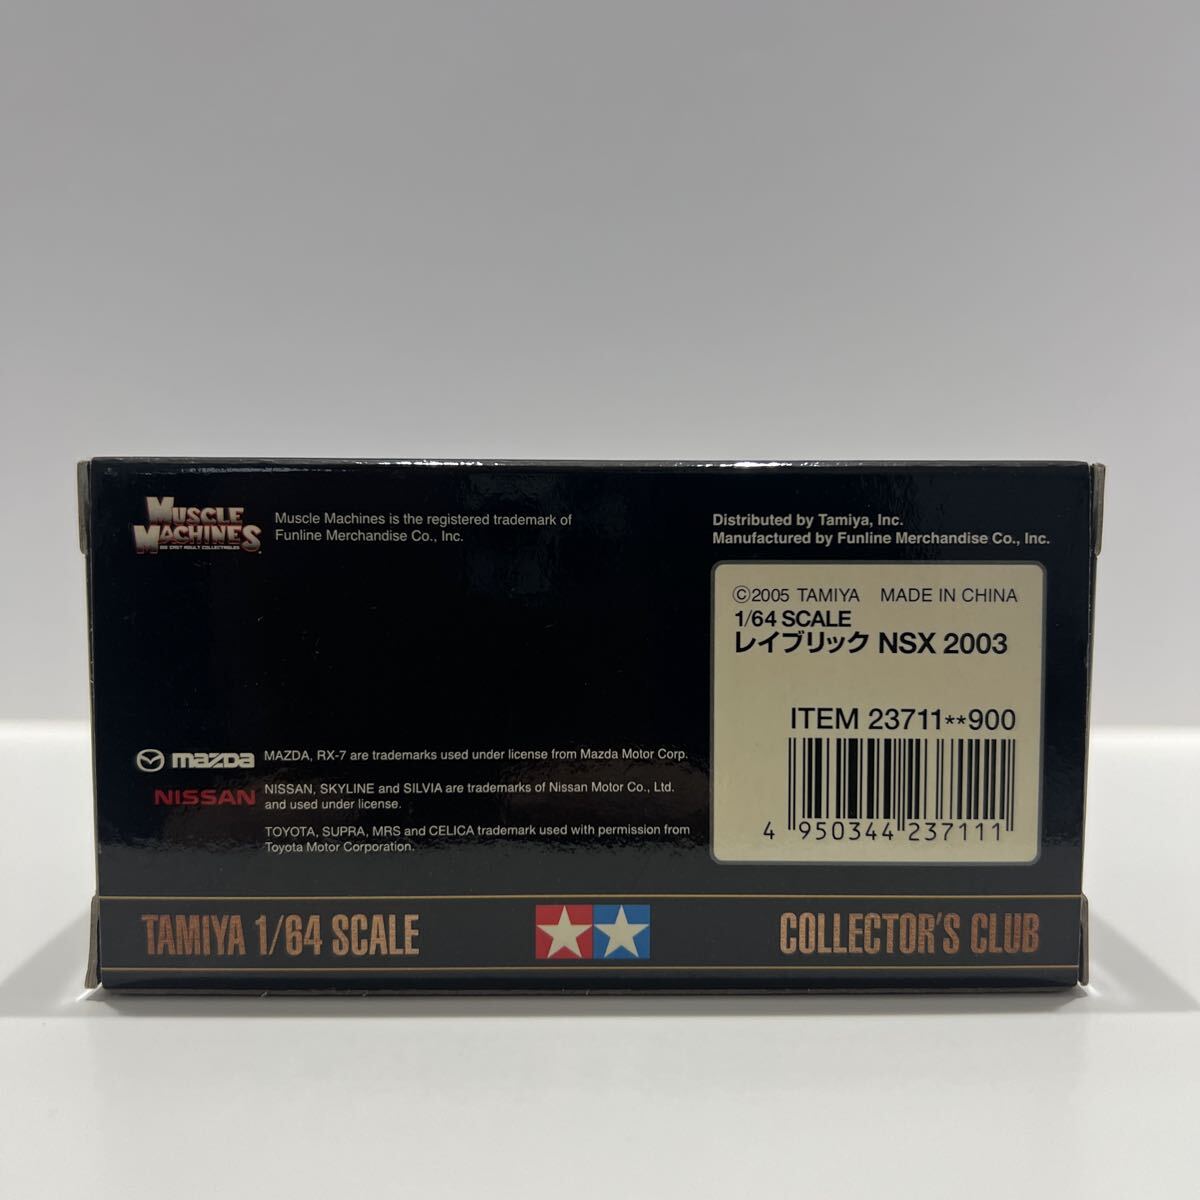 MUSCLE
MACHINES
DIE CAST ADULT COLLECTABLES
Muscle Machines is the registered trademark of
Funline Merchandise Co., Inc.
Distributed by Tamiya, Inc.
Manufactured by Funline Merchandise Co., Inc.
©2005 TAMIYA MADE IN CHINA
1/64 SCALE
レイブリック NSX 2003
ITEM 23711**900
4 950344 237111
mazda
MAZDA, RX-7 are trademarks used under license from Mazda Motor Corp.
NISSAN
NISSAN, SKYLINE and SILVIA are trademarks of Nissan Motor Co., Ltd.
and used under license.
TOYOTA, SUPRA, MRS and CELICA trademark used with permission from
Toyota Motor Corporation.
TAMIYA 1/64 SCALE
COLLECTOR'S CLUB